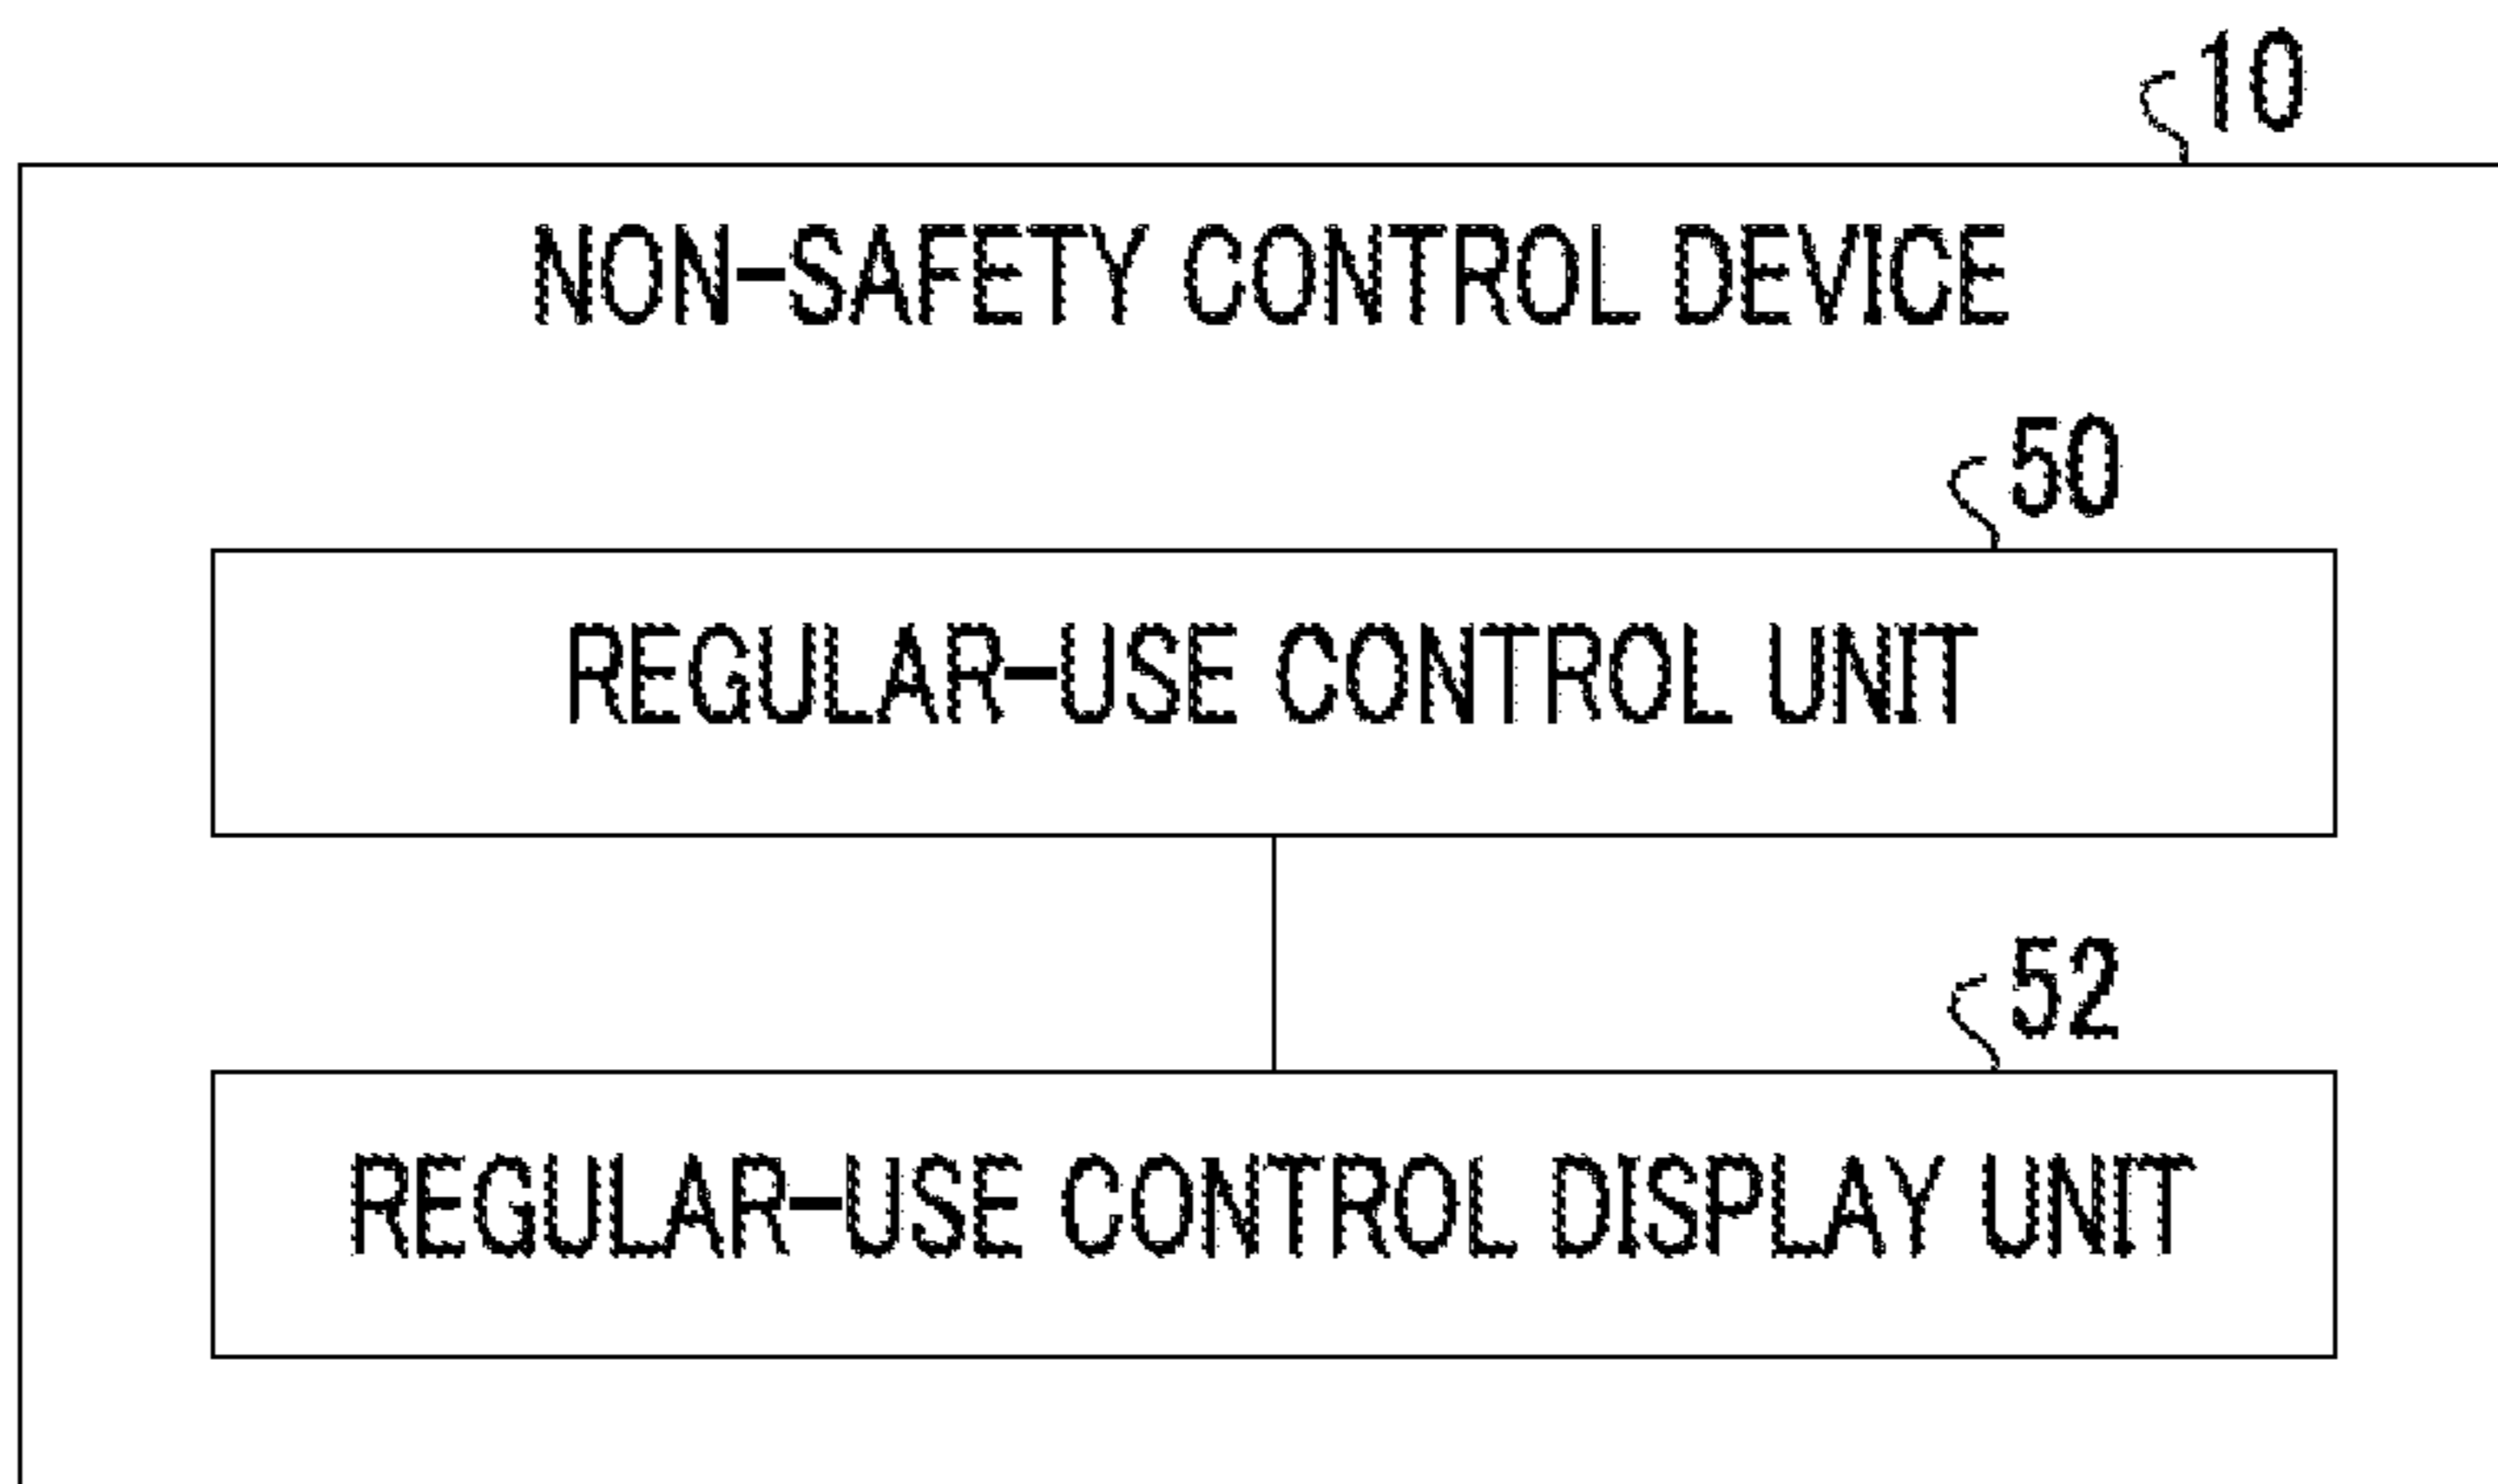 10
NON-SAFETY CONTROL DEVICE
50
REGULAR-USE CONTROL UNIT
52
REGULAR-USE CONTROL DISPLAY UNIT